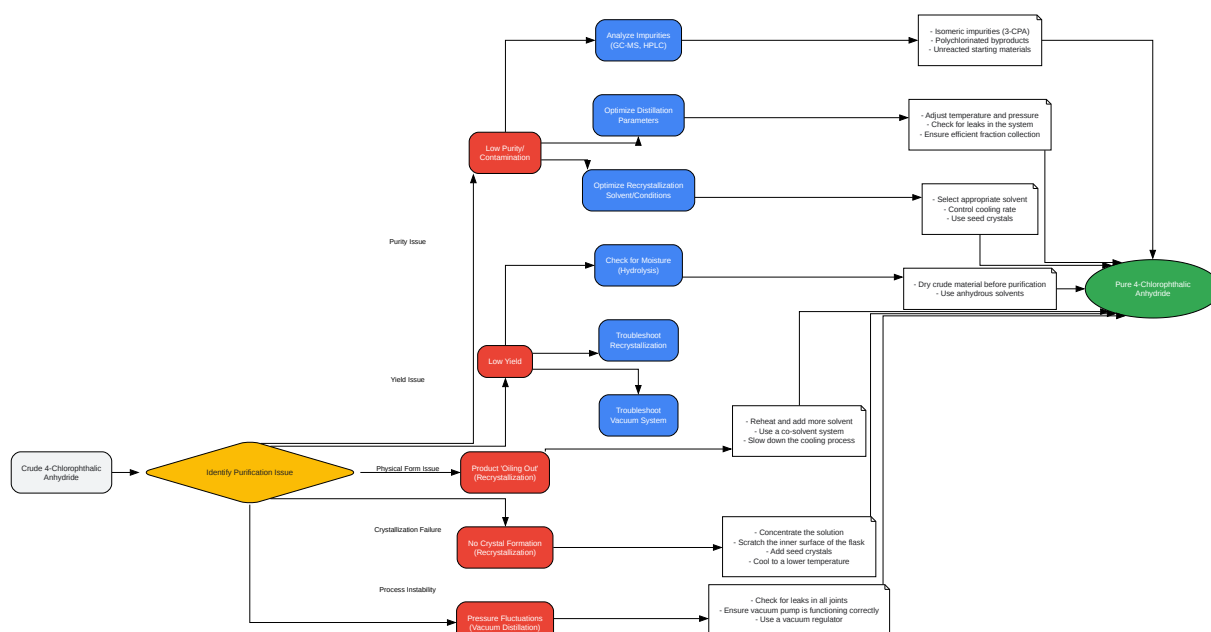 Analyze Impurities
(GC-MS, HPLC)
- Isomeric impurities (3-CPA)
- Polychlorinated byproducts
- Unreacted starting materials
Optimize Distillation
Parameters
- Adjust temperature and pressure
- Check for leaks in the system
- Ensure efficient fraction collection
Low Purity/
Contamination
Optimize Recrystallization
Solvent/Conditions
- Select appropriate solvent
- Control cooling rate
- Use seed crystals
Purity Issue
Check for Moisture
(Hydrolysis)
- Dry crude material before purification
- Use anhydrous solvents
Pure 4-Chlorophthalic
Anhydride
Troubleshoot
Recrystallization
Low Yield
Yield Issue
Troubleshoot
Vacuum System
- Reheat and add more solvent
- Use a co-solvent system
- Slow down the cooling process
Crude 4-Chlorophthalic
Anhydride
Identify Purification Issue
Physical Form Issue
Product 'Oiling Out'
(Recrystallization)
Crystallization Failure
No Crystal Formation
(Recrystallization)
- Concentrate the solution
- Scratch the inner surface of the flask
- Add seed crystals
- Cool to a lower temperature
Process Instability
Pressure Fluctuations
(Vacuum Distillation)
- Check for leaks in all joints
- Ensure vacuum pump is functioning correctly
- Use a vacuum regulator